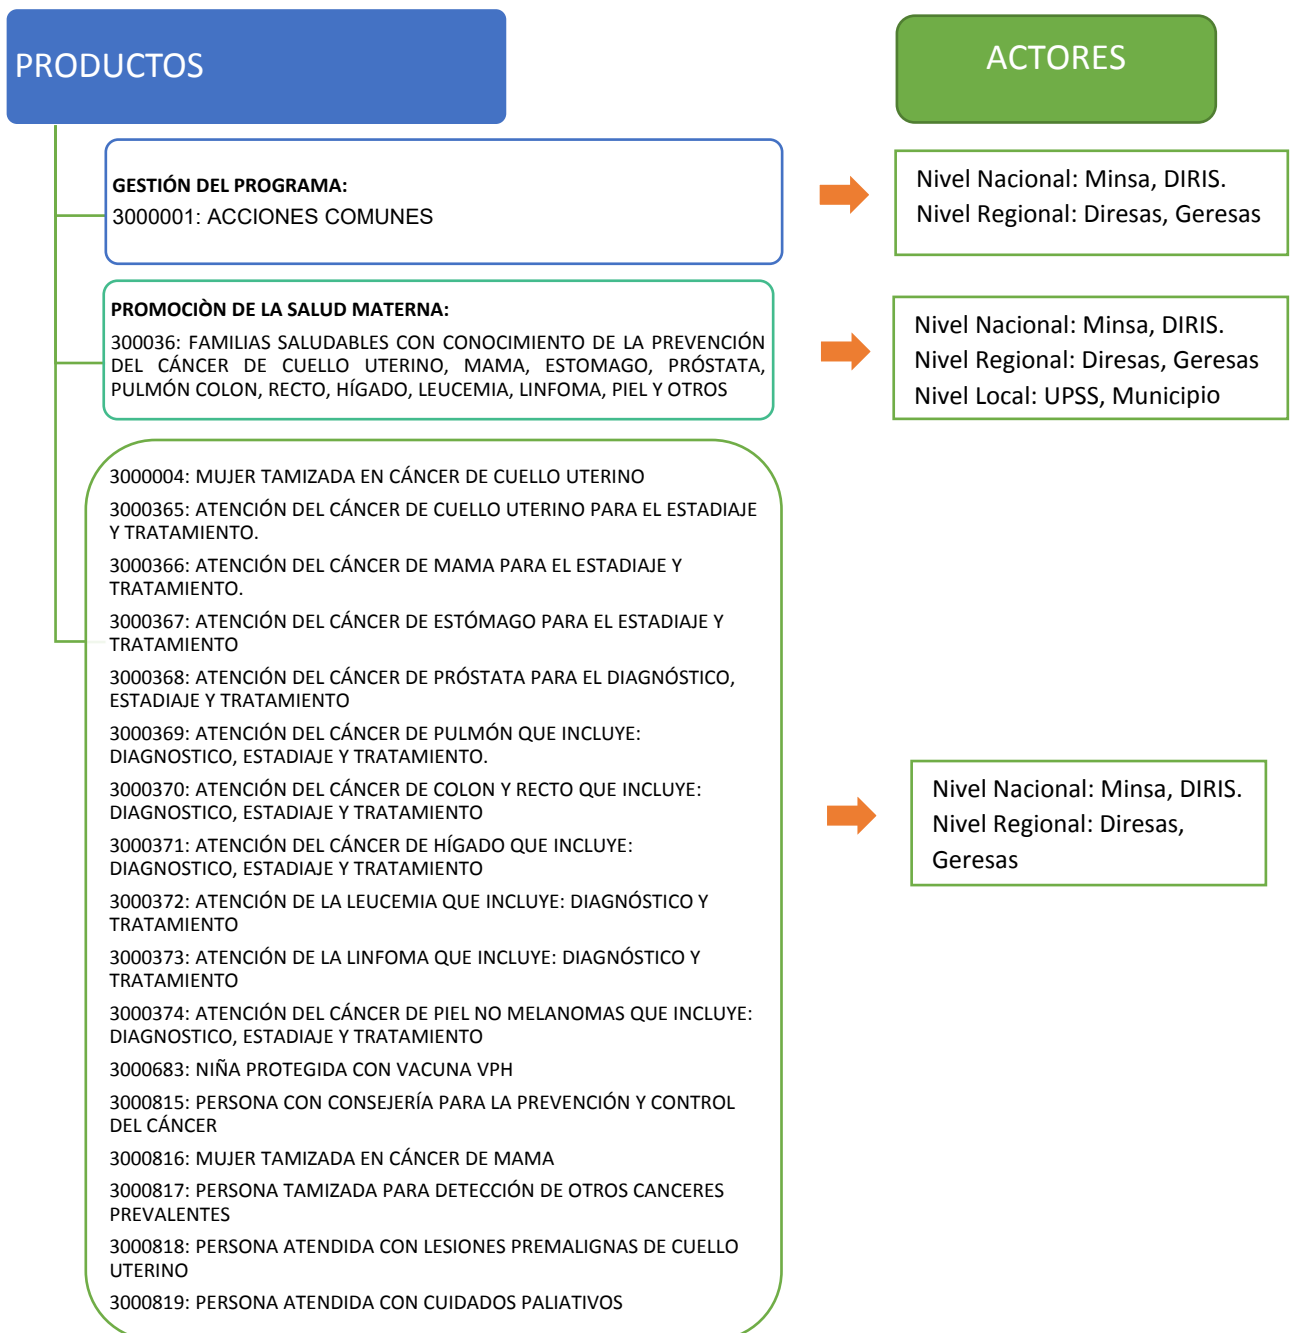 PRODUCTOS
ACTORES
GESTIÓN DEL PROGRAMA:
3000001: ACCIONES COMUNES
Nivel Nacional: Minsa, DIRIS.
Nivel Regional: Diresas, Geresas
PROMOCIÒN DE LA SALUD MATERNA:
300036: FAMILIAS SALUDABLES CON CONOCIMIENTO DE LA PREVENCIÓN
DEL CÁNCER DE CUELLO UTERINO, MAMA, ESTOMAGO, PRÓSTATA,
PULMÓN COLON, RECTO, HÍGADO, LEUCEMIA, LINFOMA, PIEL Y OTROS
Nivel Nacional: Minsa, DIRIS.
Nivel Regional: Diresas, Geresas
Nivel Local: UPSS, Municipio
3000004: MUJER TAMIZADA EN CÁNCER DE CUELLO UTERINO
3000365: ATENCIÓN DEL CÁNCER DE CUELLO UTERINO PARA EL ESTADIAJE
Y TRATAMIENTO.
3000366: ATENCIÓN DEL CÁNCER DE MAMA PARA EL ESTADIAJE Y
TRATAMIENTO.
3000367: ATENCIÓN DEL CÁNCER DE ESTÓMAGO PARA EL ESTADIAJE Y
TRATAMIENTO
3000368: ATENCIÓN DEL CÁNCER DE PRÓSTATA PARA EL DIAGNÓSTICO,
ESTADIAJE Y TRATAMIENTO
3000369: ATENCIÓN DEL CÁNCER DE PULMÓN QUE INCLUYE:
DIAGNOSTICO, ESTADIAJE Y TRATAMIENTO.
3000370: ATENCIÓN DEL CÁNCER DE COLON Y RECTO QUE INCLUYE:
DIAGNOSTICO, ESTADIAJE Y TRATAMIENTO
3000371: ATENCIÓN DEL CÁNCER DE HÍGADO QUE INCLUYE:
DIAGNOSTICO, ESTADIAJE Y TRATAMIENTO
3000372: ATENCIÓN DE LA LEUCEMIA QUE INCLUYE: DIAGNÓSTICO Y
TRATAMIENTO
3000373: ATENCIÓN DE LA LINFOMA QUE INCLUYE: DIAGNÓSTICO Y
TRATAMIENTO
3000374: ATENCIÓN DEL CÁNCER DE PIEL NO MELANOMAS QUE INCLUYE:
DIAGNOSTICO, ESTADIAJE Y TRATAMIENTO
3000683: NIÑA PROTEGIDA CON VACUNA VPH
3000815: PERSONA CON CONSEJERÍA PARA LA PREVENCIÓN Y CONTROL
DEL CÁNCER
3000816: MUJER TAMIZADA EN CÁNCER DE MAMA
3000817: PERSONA TAMIZADA PARA DETECCIÓN DE OTROS CANCERES
PREVALENTES
3000818: PERSONA ATENDIDA CON LESIONES PREMALIGNAS DE CUELLO
UTERINO
3000819: PERSONA ATENDIDA CON CUIDADOS PALIATIVOS
Nivel Nacional: Minsa, DIRIS.
Nivel Regional: Diresas,
Geresas